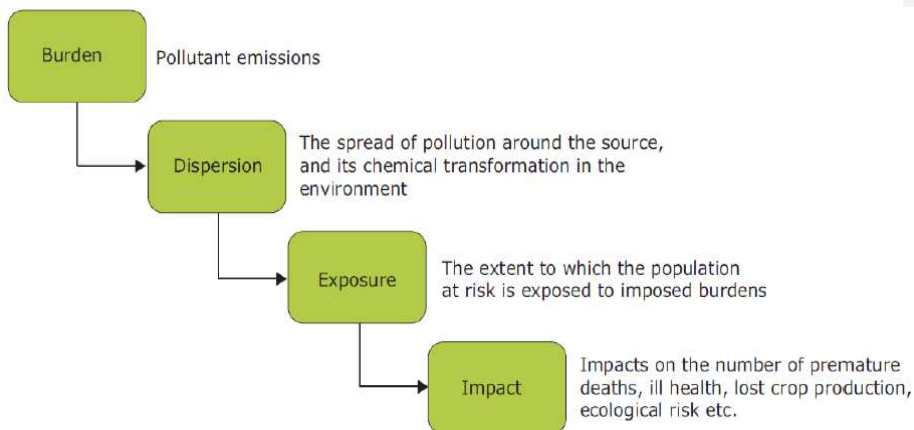 Burden
Pollutant emissions
Dispersion
The spread of pollution around the source,
and its chemical transformation in the
environment
Exposure
The extent to which the population
at risk is exposed to imposed burdens
Impact
Impacts on the number of premature
deaths, ill health, lost crop production,
ecological risk etc.